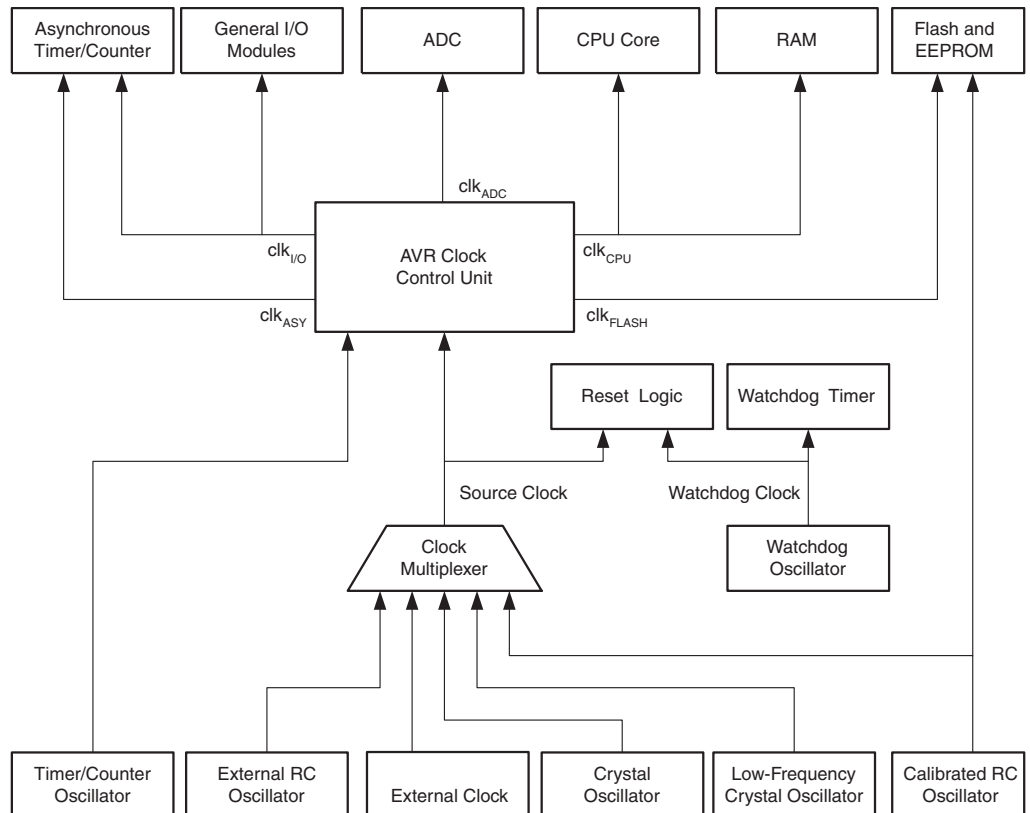 Asynchronous
Timer/Counter
General I/O
Modules
ADC
CPU Core
RAM
Flash and
EEPROM
clkADC
clkI/O
AVR Clock
Control Unit
clkCPU
clkASY
clkFLASH
Reset Logic
Watchdog Timer
Source Clock
Watchdog Clock
Clock
Multiplexer
Watchdog
Oscillator
Timer/Counter
Oscillator
External RC
Oscillator
External Clock
Crystal
Oscillator
Low-Frequency
Crystal Oscillator
Calibrated RC
Oscillator